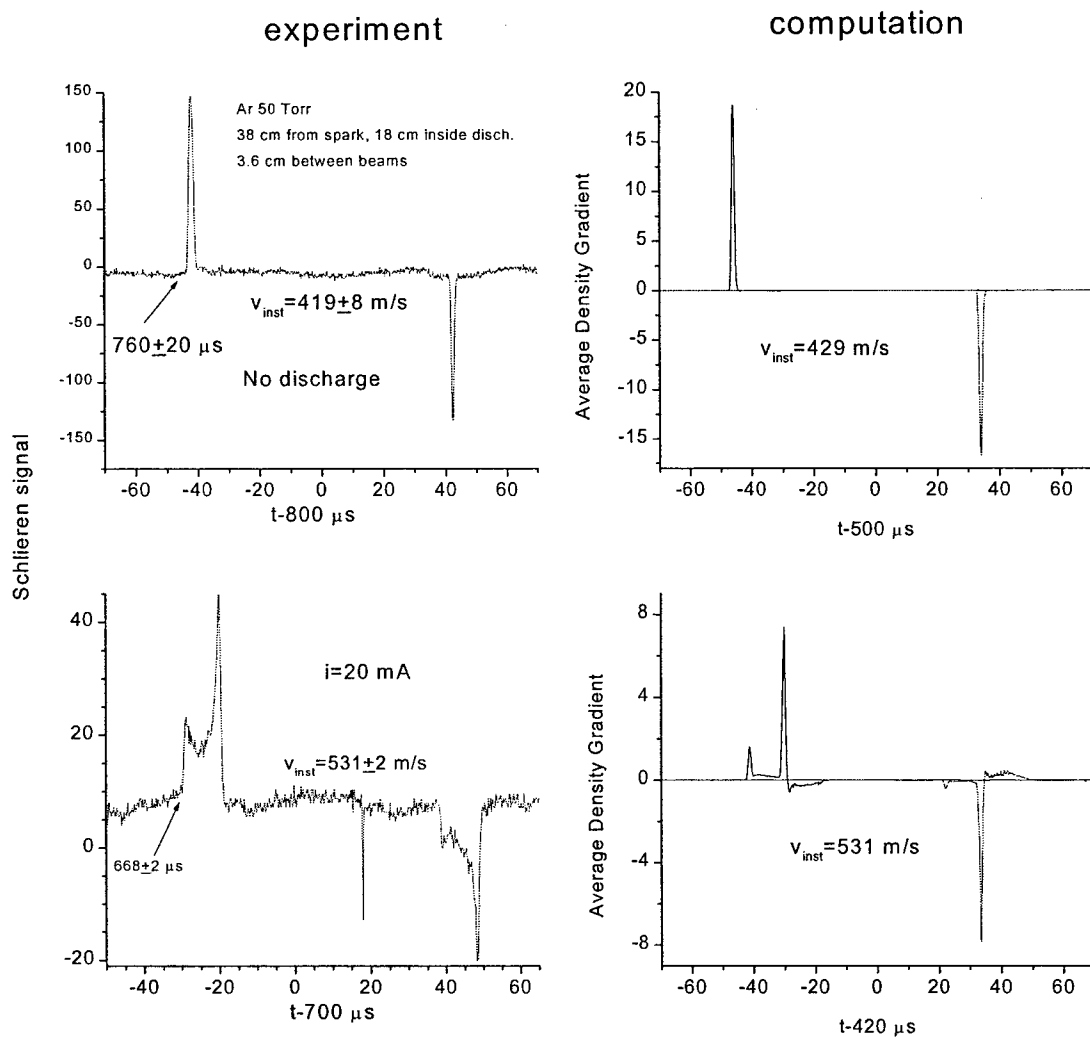 experiment
computation
Schlieren signal
150
100
50
0
-50
-100
-150
Ar 50 Torr
38 cm from spark, 18 cm inside disch.
3.6 cm between beams
v_inst=419±8 m/s
760±20 µs
No discharge
-60 -40 -20 0 20 40 60
t-800 µs
Average Density Gradient
20
15
10
5
0
-5
-10
-15
v_inst=429 m/s
-60 -40 -20 0 20 40 60
t-500 µs
40
20
0
-20
i=20 mA
v_inst=531±2 m/s
668±2 µs
-40 -20 0 20 40 60
t-700 µs
Average Density Gradient
8
4
0
-4
-8
v_inst=531 m/s
-60 -40 -20 0 20 40 60
t-420 µs